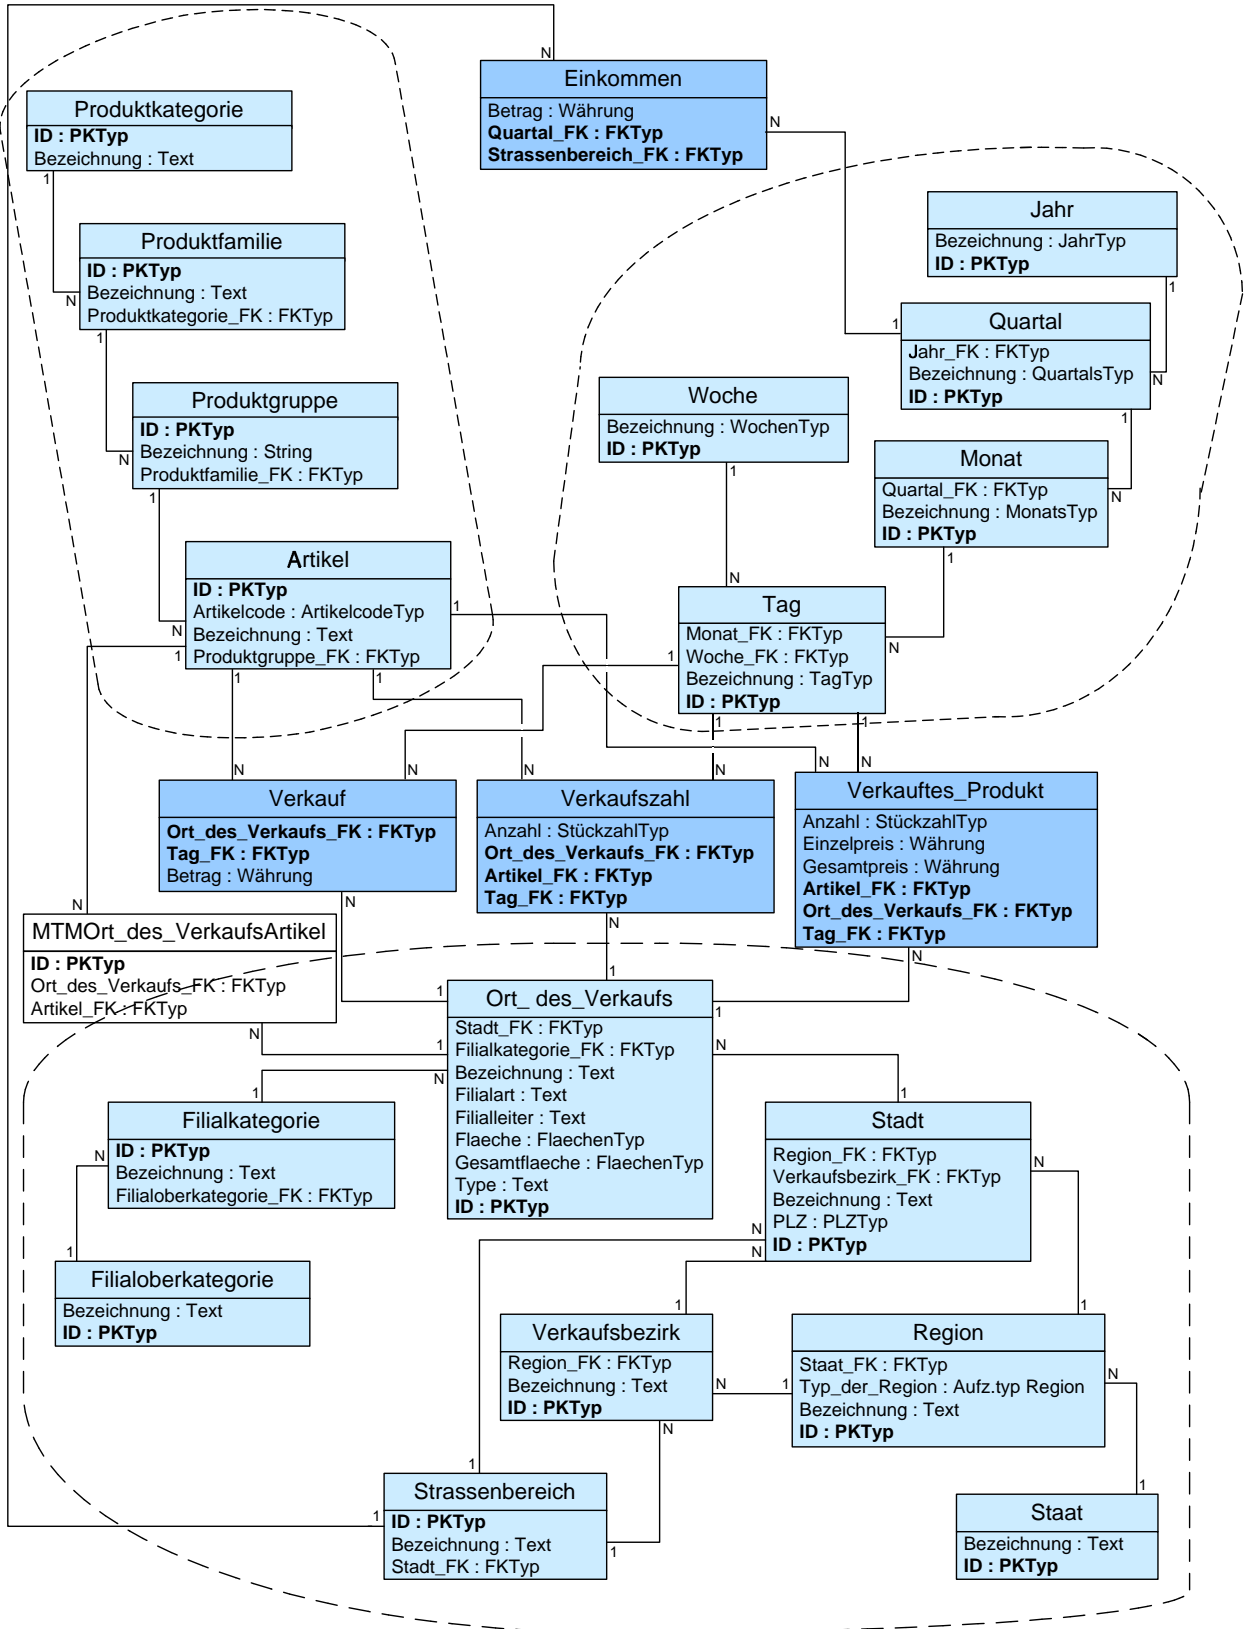 N
Einkommen
Betrag : Währung
Quartal_FK : FKTyp
Strassenbereich_FK : FKTyp
N
Produktkategorie
ID : PKTyp
Bezeichnung : Text
1
Produktfamilie
ID : PKTyp
Bezeichnung : Text
Produktkategorie_FK : FKTyp
N
1
Produktgruppe
ID : PKTyp
Bezeichnung : String
Produktfamilie_FK : FKTyp
N
1
Artikel
ID : PKTyp
Artikelcode : ArtikelcodeTyp
Bezeichnung : Text
Produktgruppe_FK : FKTyp
N
1
1
1
1
Jahr
Bezeichnung : JahrTyp
ID : PKTyp
1
1
Quartal
Jahr_FK : FKTyp
Bezeichnung : QuartalsTyp
ID : PKTyp
N
1
Woche
Bezeichnung : WochenTyp
ID : PKTyp
1
Monat
Quartal_FK : FKTyp
Bezeichnung : MonatsTyp
ID : PKTyp
N
1
N
Tag
Monat_FK : FKTyp
Woche_FK : FKTyp
Bezeichnung : TagTyp
ID : PKTyp
N
1
1
1
N
N
Verkauf
Ort_des_Verkaufs_FK : FKTyp
Tag_FK : FKTyp
Betrag : Währung
N
N
N
Verkaufszahl
Anzahl : StückzahlTyp
Ort_des_Verkaufs_FK : FKTyp
Artikel_FK : FKTyp
Tag_FK : FKTyp
N
N
N
Verkauftes_Produkt
Anzahl : StückzahlTyp
Einzelpreis : Währung
Gesamtpreis : Währung
Artikel_FK : FKTyp
Ort_des_Verkaufs_FK : FKTyp
Tag_FK : FKTyp
N
N
MTMOrt_des_VerkaufsArtikel
ID : PKTyp
Ort_des_Verkaufs_FK : FKTyp
Artikel_FK : FKTyp
N
1
1
1
1
N
N
Ort_ des_Verkaufs
Stadt_FK : FKTyp
Filialkategorie_FK : FKTyp
Bezeichnung : Text
Filialart : Text
Filialleiter : Text
Flaeche : FlaechenTyp
Gesamtflaeche : FlaechenTyp
Type : Text
ID : PKTyp
1
Filialkategorie
ID : PKTyp
Bezeichnung : Text
Filialoberkategorie_FK : FKTyp
N
1
Filialoberkategorie
Bezeichnung : Text
ID : PKTyp
1
Stadt
Region_FK : FKTyp
Verkaufsbezirk_FK : FKTyp
Bezeichnung : Text
PLZ : PLZTyp
ID : PKTyp
N
N
N
1
Verkaufsbezirk
Region_FK : FKTyp
Bezeichnung : Text
ID : PKTyp
N
N
1
Region
Staat_FK : FKTyp
Typ_der_Region : Aufz.typ Region
Bezeichnung : Text
ID : PKTyp
1
N
1
1
1
Strassenbereich
ID : PKTyp
Bezeichnung : Text
Stadt_FK : FKTyp
1
1
Staat
Bezeichnung : Text
ID : PKTyp